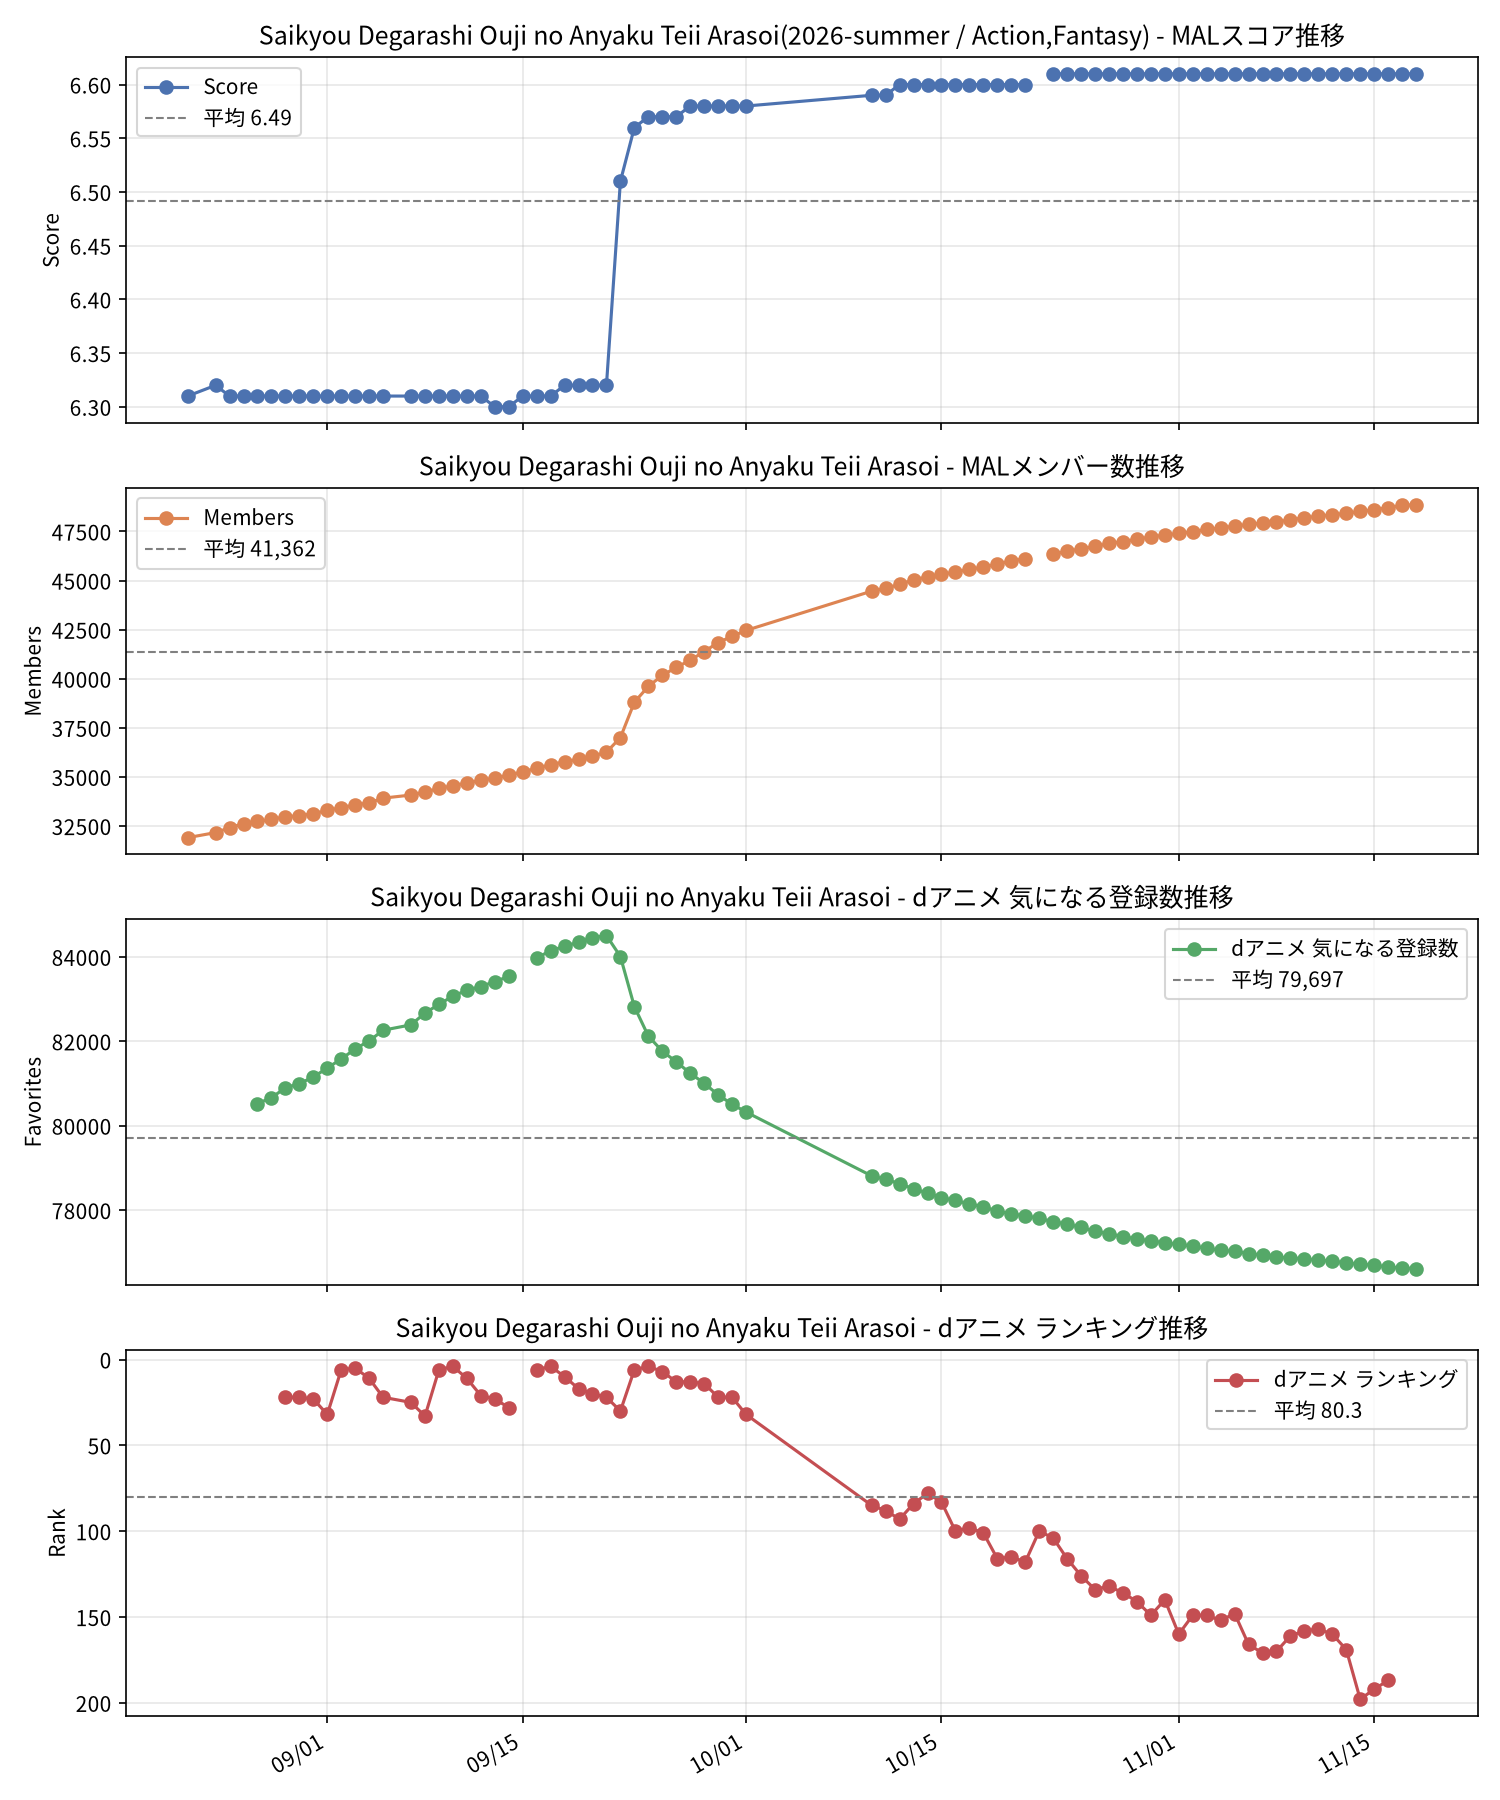 Saikyou Degarashi Ouji no Anyaku Teii Arasoi(2026-summer / Action,Fantasy) - MALスコア推移
Score
平均 6.49
Score
6.60
6.55
6.50
6.45
6.40
6.35
6.30
Saikyou Degarashi Ouji no Anyaku Teii Arasoi - MALメンバー数推移
Members
平均 41,362
Members
47500
45000
42500
40000
37500
35000
32500
Saikyou Degarashi Ouji no Anyaku Teii Arasoi - dアニメ 気になる登録数推移
dアニメ 気になる登録数
平均 79,697
Favorites
84000
82000
80000
78000
Saikyou Degarashi Ouji no Anyaku Teii Arasoi - dアニメ ランキング推移
dアニメ ランキング
平均 80.3
Rank
0
50
100
150
200
09/01
09/15
10/01
10/15
11/01
11/15